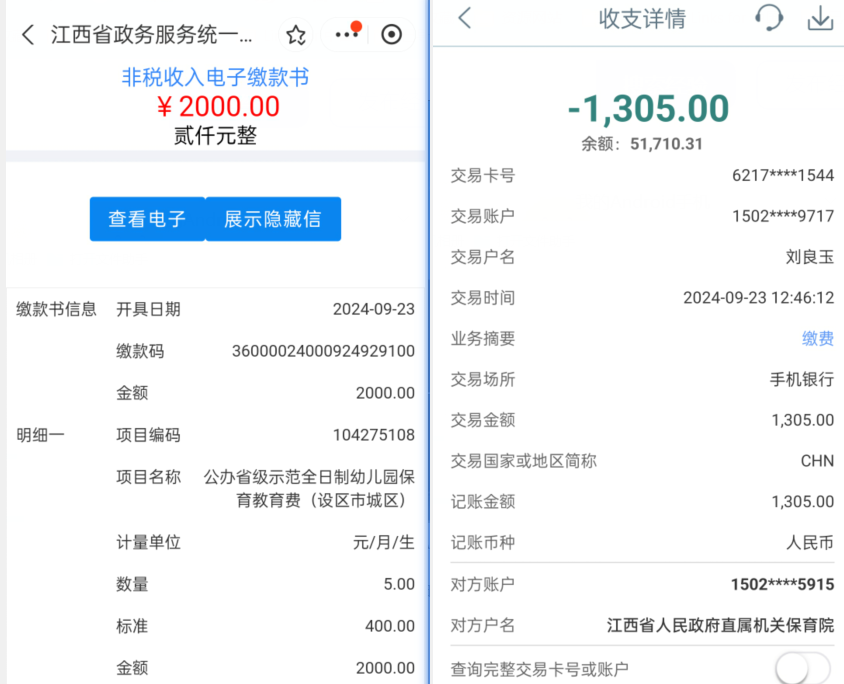 江西省政务服务统一...
非税收入电子缴款书
¥ 2000.00
贰仟元整
查看电子
展示隐藏信
缴款书信息 开具日期 2024-09-23
缴款码 36000024000924929100
金额 2000.00
明细一 项目编码 104275108
项目名称 公办省级示范全日制幼儿园保
育教育费（设区市城区）
计量单位 元/月/生
数量 5.00
标准 400.00
金额 2000.00
收支详情
-1,305.00
余额：51,710.31
交易卡号 6217****1544
交易账户 1502****9717
交易户名 刘良玉
交易时间 2024-09-23 12:46:12
业务摘要 缴费
交易场所 手机银行
交易金额 1,305.00
交易国家或地区简称 CHN
记账金额 1,305.00
记账币种 人民币
对方账户 1502****5915
对方户名 江西省人民政府直属机关保育院
查询完整交易卡号或账户